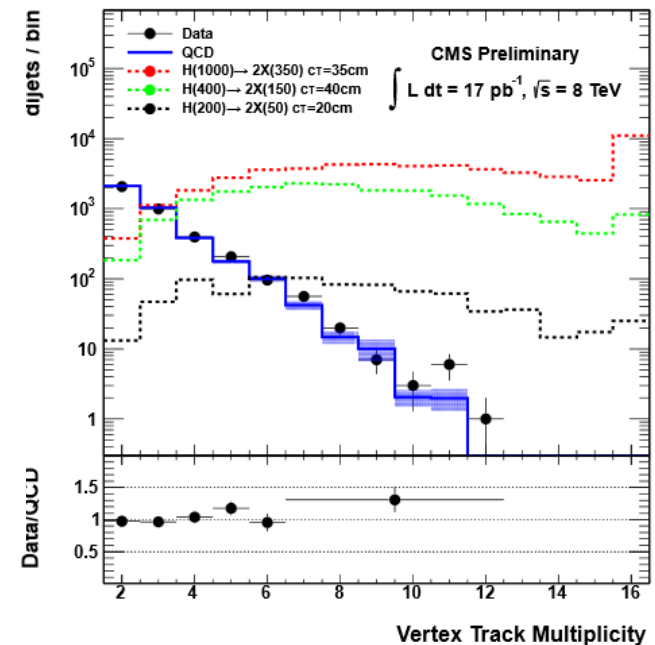 dijets / bin
10⁵
10⁴
10³
10²
10
1
Data
QCD
H(1000)→ 2X(350) cτ=35cm
H(400)→ 2X(150) cτ=40cm
H(200)→ 2X(50) cτ=20cm
CMS Preliminary
∫ L dt = 17 pb⁻¹, √s = 8 TeV
Data/QCD
1.5
1
0.5
2 4 6 8 10 12 14 16
Vertex Track Multiplicity